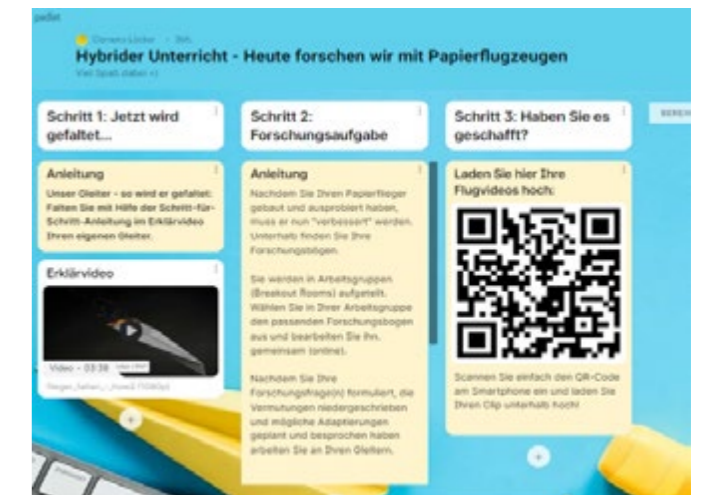 padlet
Hybrider Unterricht - Heute forschen wir mit Papierflugzeugen
Viel Spaß dabei =)
Schritt 1: Jetzt wird
gefaltet...
Anleitung
Unser Gleiter - so wird er gefaltet:
Falten Sie mit Hilfe der Schritt-für-
Schritt-Anleitung im Erklärvideo
Ihren eigenen Gleiter.
Erklärvideo
Video - 03:38
Schritt 2:
Forschungsaufgabe
Anleitung
Nachdem Sie Ihren Papierflieger
gebaut und ausprobiert haben,
muss er nun "verbessert" werden.
Unterhalb finden Sie Ihre
Forschungsbögen.
Sie werden in Arbeitsgruppen
(Breakout Rooms) aufgeteilt.
Wählen Sie in Ihrer Arbeitsgruppe
den passenden Forschungsbogen
aus und bearbeiten Sie ihn.
gemeinsam (online).
Nachdem Sie Ihre
Forschungsfrage(n) formuliert, die
Vermutungen niedergeschrieben
und mögliche Adaptierungen
geplant und besprochen haben
arbeiten Sie an Ihren Gleitern.
Schritt 3: Haben Sie es
geschafft?
Laden Sie hier Ihre
Flugvideos hoch:
Scannen Sie einfach den QR-Code
am Smartphone ein und laden Sie
Ihren Clip unterhalb hoch!